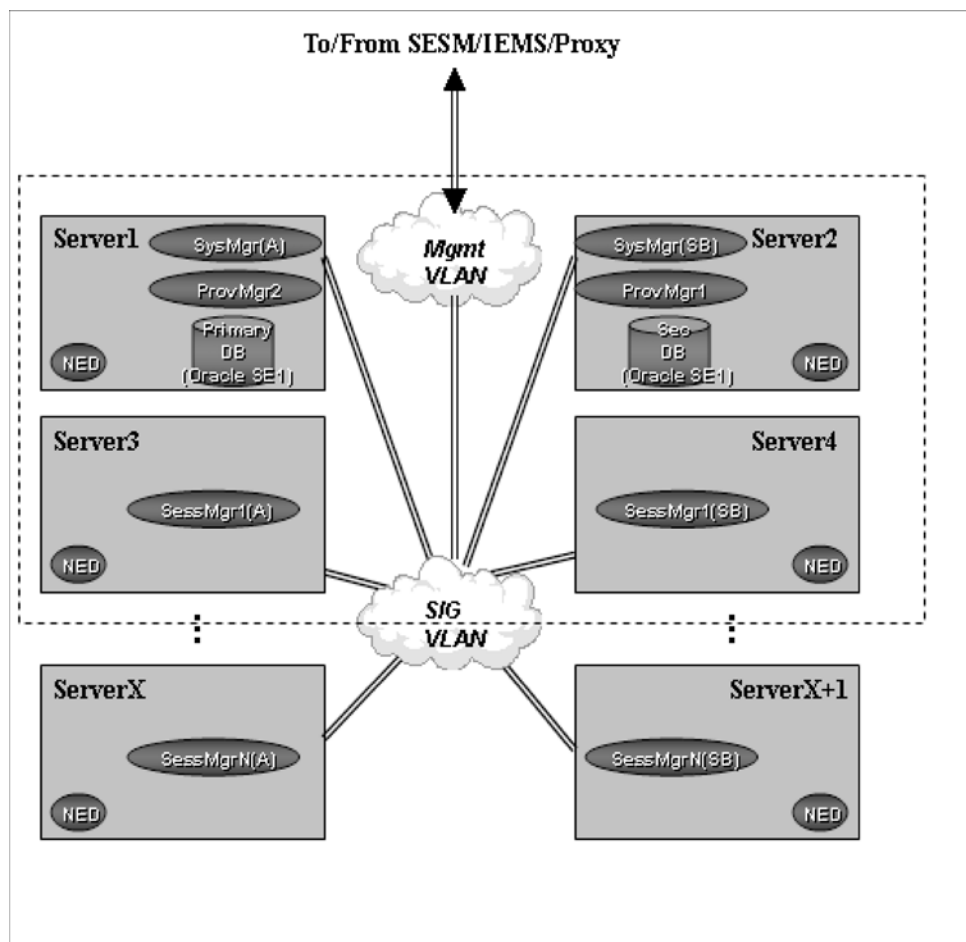 To/From SESM/IEMS/Proxy
Mgmt
VLAN
Server1
SysMgr(A)
ProvMgr2
Primary
DB
(Oracle SE1)
NED
Server2
SysMgr(SB)
ProvMgr1
Sec
DB
(Oracle SE1)
NED
Server3
SessMgr1(A)
NED
Server4
SessMgr1(SB)
NED
SIG
VLAN
ServerX
SessMgrN(A)
NED
ServerX+1
SessMgrN(SB)
NED